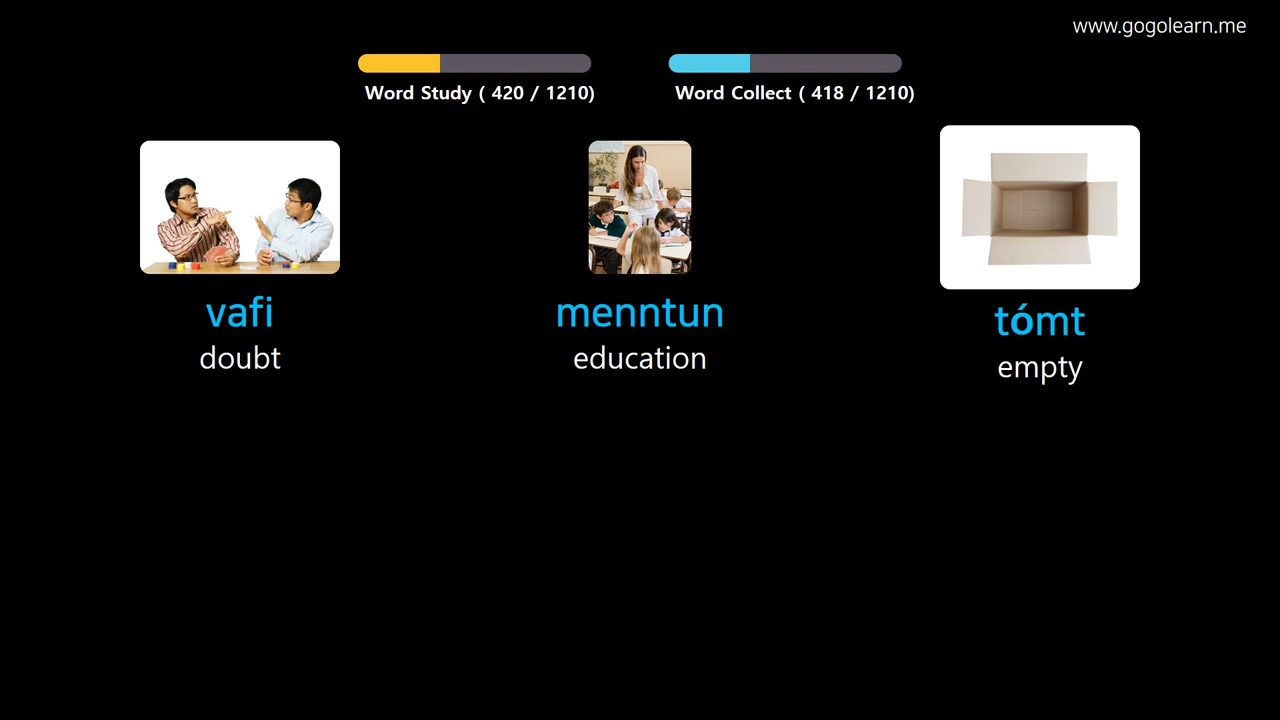 www.gogolearn.me
Word Study ( 420 / 1210)
Word Collect ( 418 / 1210)
vafi
doubt
menntun
education
tómt
empty